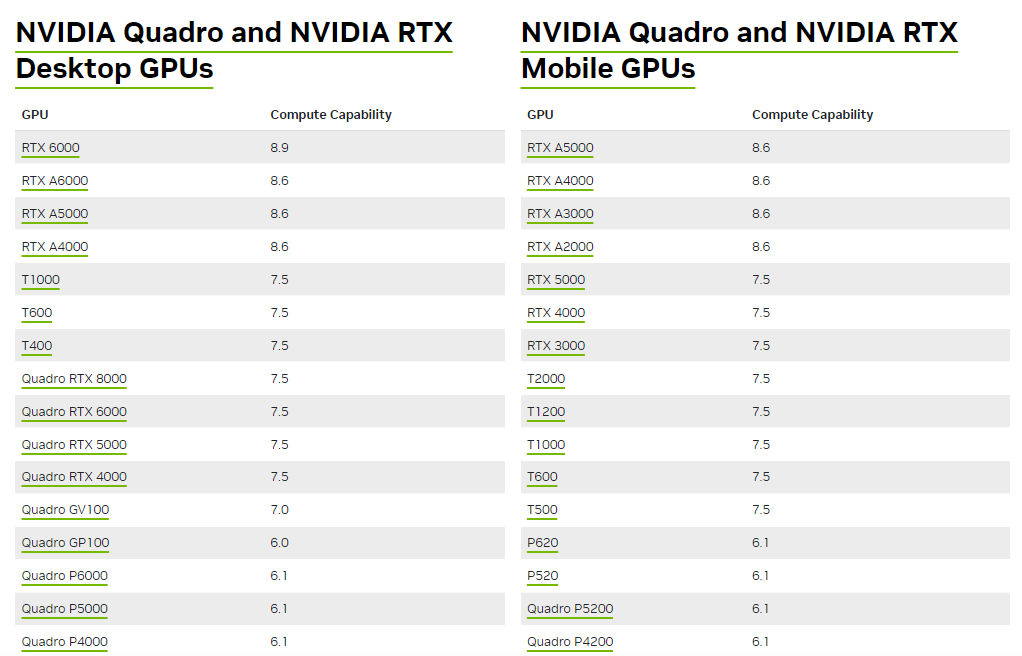 NVIDIA Quadro and NVIDIA RTX
Desktop GPUs
GPU Compute Capability
RTX 6000 8.9
RTX A6000 8.6
RTX A5000 8.6
RTX A4000 8.6
T1000 7.5
T600 7.5
T400 7.5
Quadro RTX 8000 7.5
Quadro RTX 6000 7.5
Quadro RTX 5000 7.5
Quadro RTX 4000 7.5
Quadro GV100 7.0
Quadro GP100 6.0
Quadro P6000 6.1
Quadro P5000 6.1
Quadro P4000 6.1
NVIDIA Quadro and NVIDIA RTX
Mobile GPUs
GPU Compute Capability
RTX A5000 8.6
RTX A4000 8.6
RTX A3000 8.6
RTX A2000 8.6
RTX 5000 7.5
RTX 4000 7.5
RTX 3000 7.5
T2000 7.5
T1200 7.5
T1000 7.5
T600 7.5
T500 7.5
P620 6.1
P520 6.1
Quadro P5200 6.1
Quadro P4200 6.1